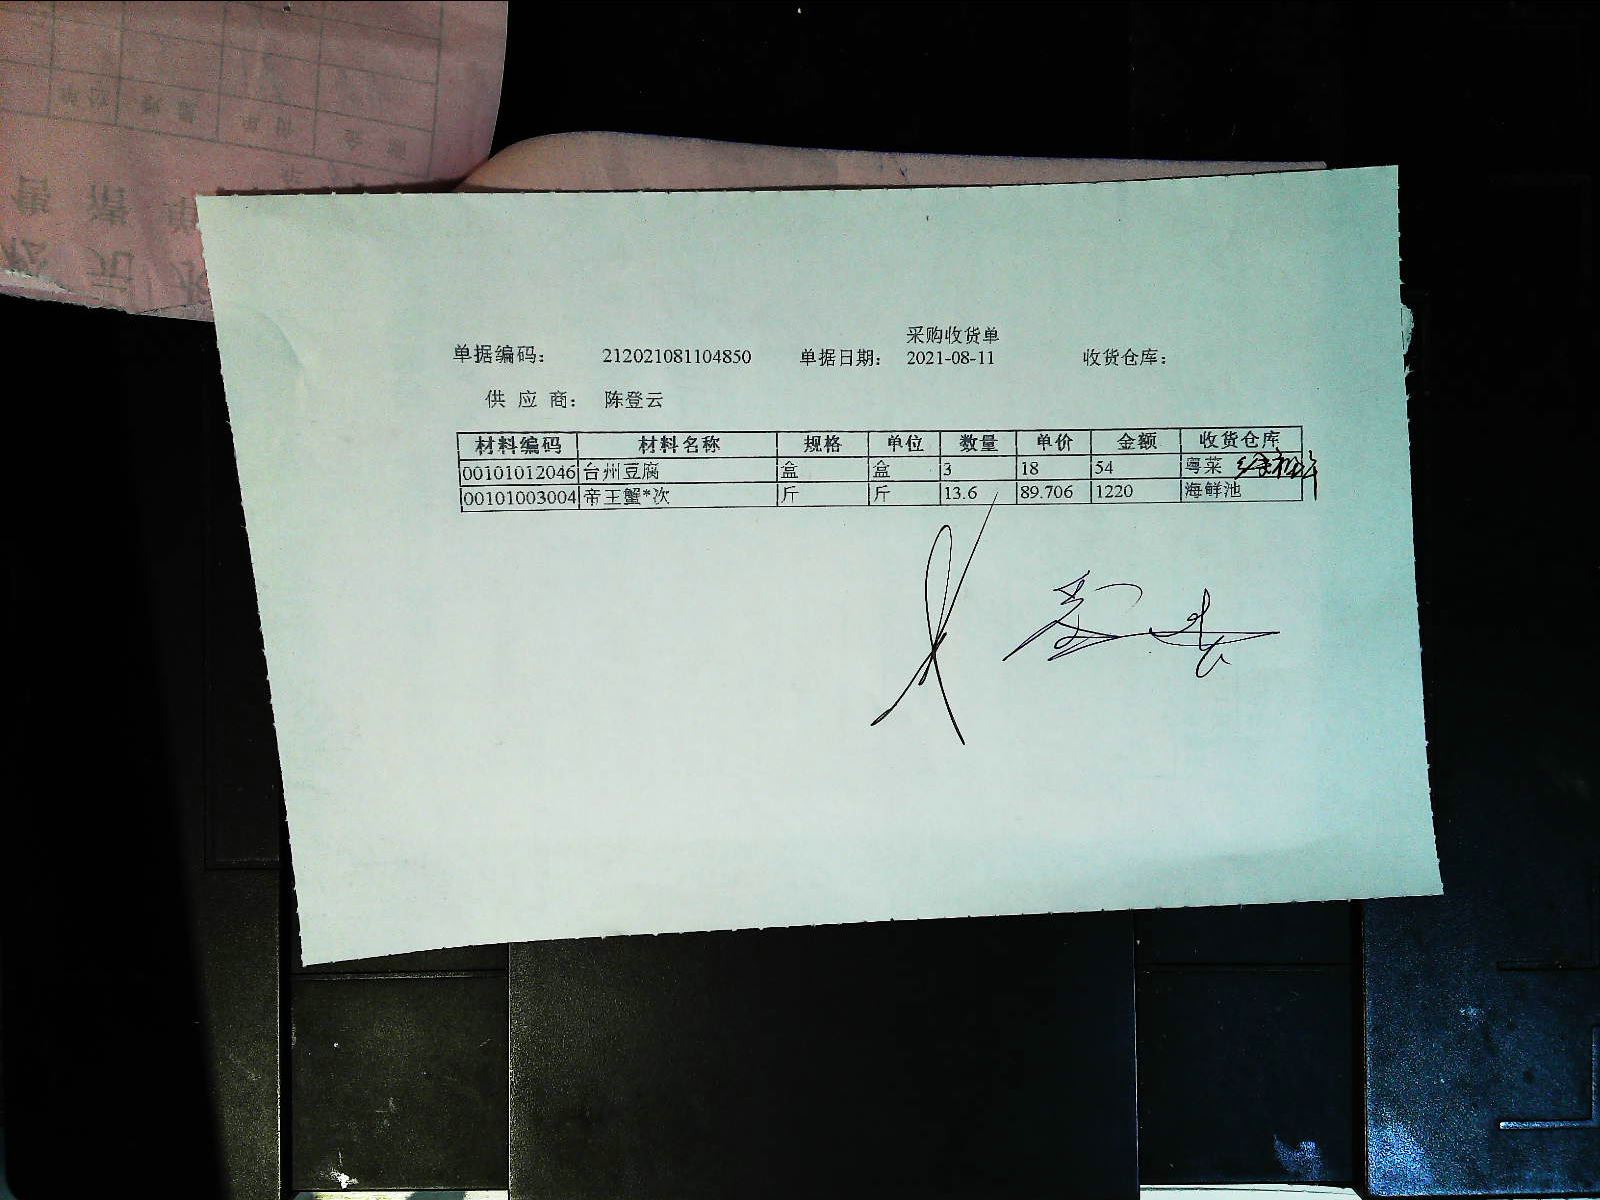 采购收货单
单据编码: 212021081104850 单据日期: 2021-08-11 收货仓库:
供 应 商: 陈登云
材料编码 材料名称 规格 单位 数量 单价 金额 收货仓库
00101012046 台州豆腐 盒 盒 3 18 54 粤菜
00101003004 帝王蟹*次 斤 斤 13.6 89.706 1220 海鲜池